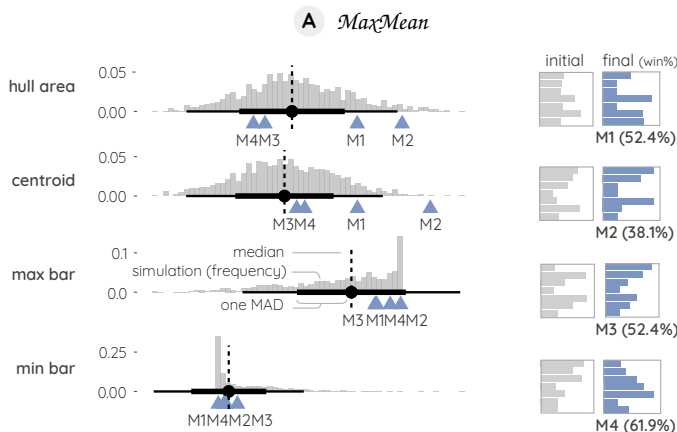 A MaxMean
initial final (win%)
hull area
0.05
0.00
M4M3 M1 M2
M1 (52.4%)
centroid
0.05
0.00
M3M4 M1 M2
M2 (38.1%)
max bar
0.1
0.0
median
simulation (frequency)
one MAD
M3M1M4M2
M3 (52.4%)
min bar
0.25
0.00
M1M4M2M3
M4 (61.9%)